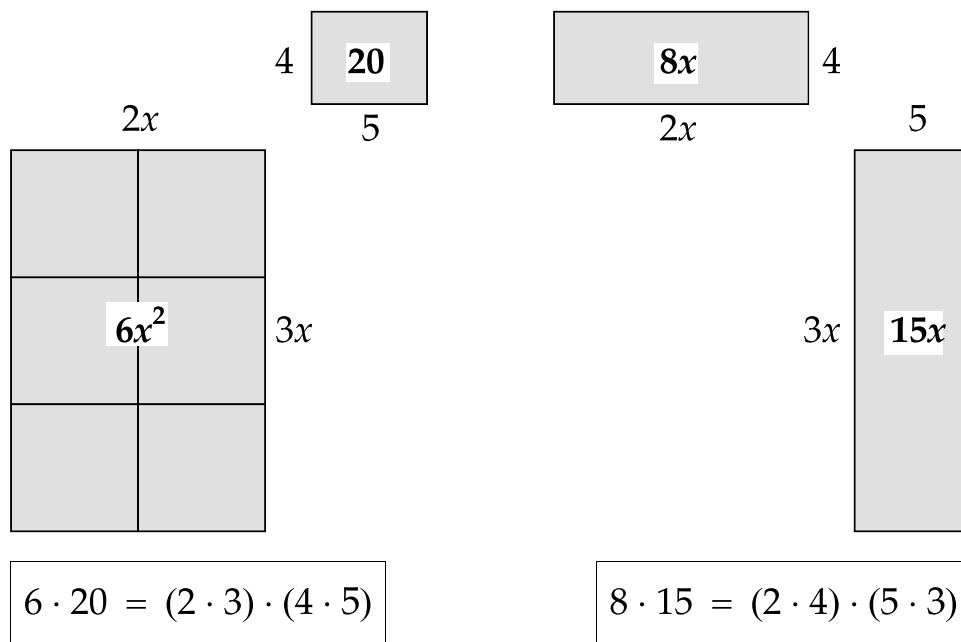 4 20 8x 4
5 2x 5
2x
6x² 3x 3x 15x
6 · 20 = (2 · 3) · (4 · 5) 8 · 15 = (2 · 4) · (5 · 3)